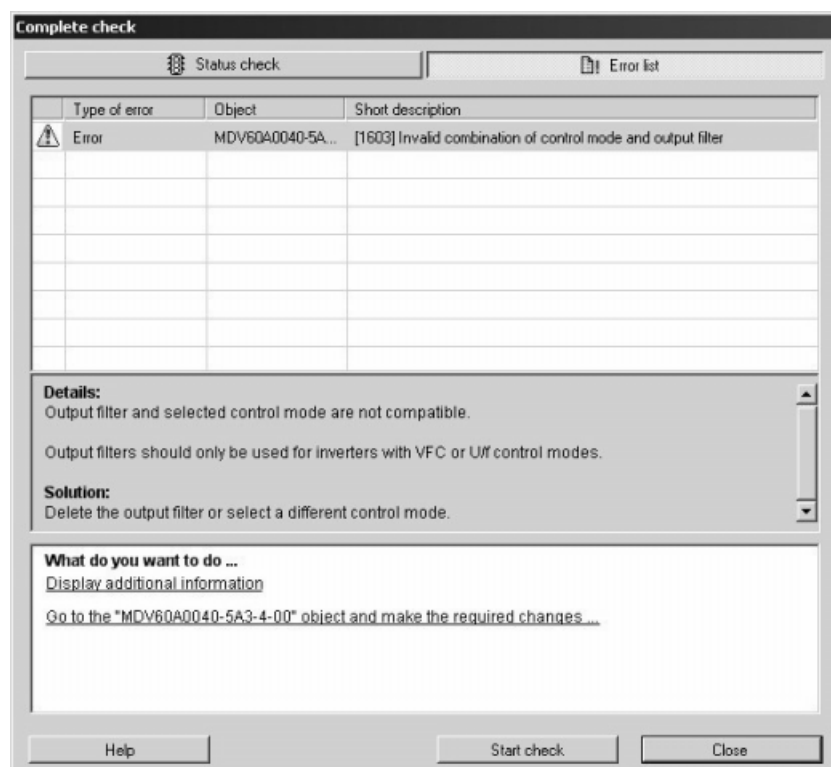 Complete check
Status check
Error list
Type of error Object Short description
Error MDV60A0040-5A... [1603] Invalid combination of control mode and output filter
Details:
Output filter and selected control mode are not compatible.
Output filters should only be used for inverters with VFC or U/f control modes.
Solution:
Delete the output filter or select a different control mode.
What do you want to do ...
Display additional information
Go to the "MDV60A0040-5A3-4-00" object and make the required changes ...
Help
Start check
Close